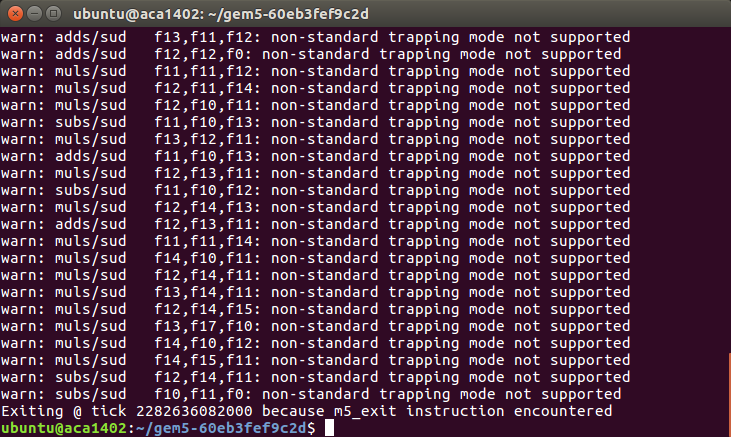 ubuntu@aca1402: ~/gem5-60eb3fef9c2d
warn: adds/sud   f13,f11,f12: non-standard trapping mode not supported
warn: adds/sud   f12,f12,f0: non-standard trapping mode not supported
warn: muls/sud   f11,f11,f12: non-standard trapping mode not supported
warn: muls/sud   f12,f11,f14: non-standard trapping mode not supported
warn: muls/sud   f12,f10,f11: non-standard trapping mode not supported
warn: subs/sud   f11,f10,f13: non-standard trapping mode not supported
warn: muls/sud   f13,f12,f11: non-standard trapping mode not supported
warn: adds/sud   f11,f10,f13: non-standard trapping mode not supported
warn: muls/sud   f12,f13,f11: non-standard trapping mode not supported
warn: subs/sud   f11,f10,f12: non-standard trapping mode not supported
warn: muls/sud   f12,f14,f13: non-standard trapping mode not supported
warn: adds/sud   f12,f13,f11: non-standard trapping mode not supported
warn: muls/sud   f11,f11,f14: non-standard trapping mode not supported
warn: muls/sud   f14,f10,f11: non-standard trapping mode not supported
warn: muls/sud   f12,f14,f11: non-standard trapping mode not supported
warn: muls/sud   f13,f14,f11: non-standard trapping mode not supported
warn: muls/sud   f12,f14,f15: non-standard trapping mode not supported
warn: muls/sud   f13,f17,f10: non-standard trapping mode not supported
warn: muls/sud   f14,f10,f12: non-standard trapping mode not supported
warn: muls/sud   f14,f15,f11: non-standard trapping mode not supported
warn: subs/sud   f12,f14,f11: non-standard trapping mode not supported
warn: subs/sud   f10,f11,f0: non-standard trapping mode not supported
Exiting @ tick 2282636082000 because m5_exit instruction encountered
ubuntu@aca1402:~/gem5-60eb3fef9c2d$